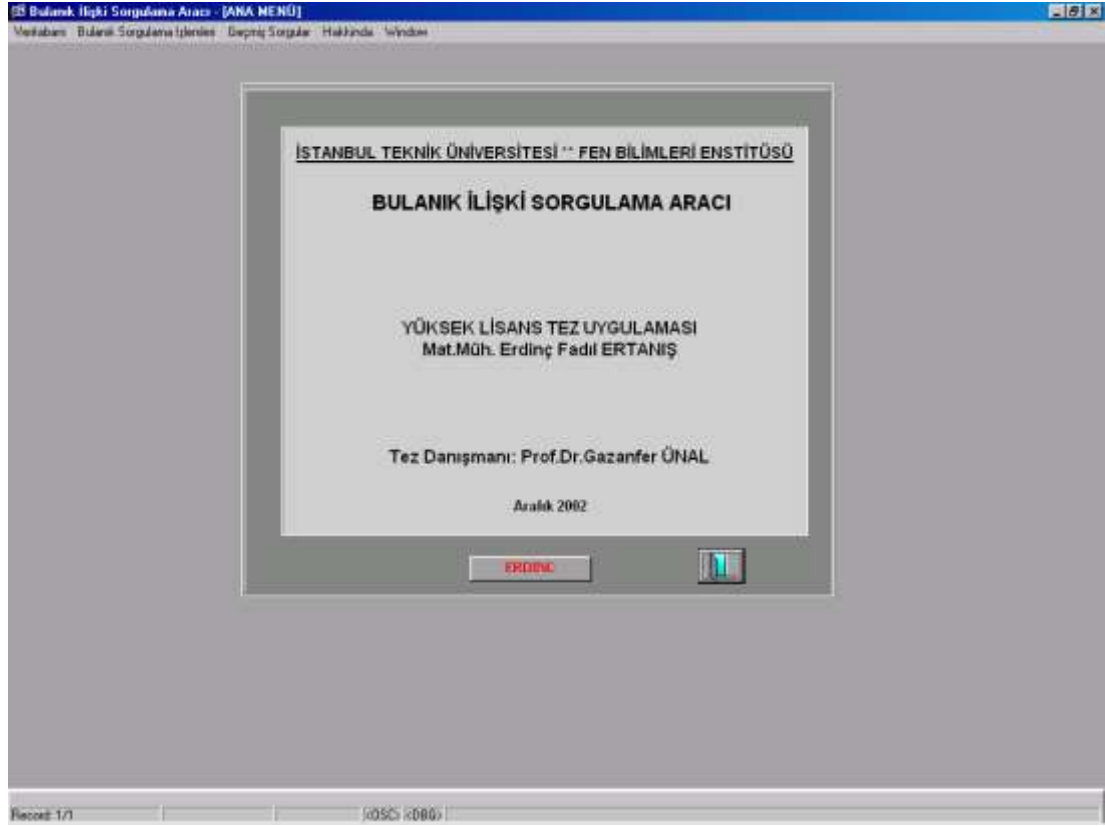 Bulanık İlişki Sorgulama Aracı - [ANA MENÜ]
Veritabanı Bulanık Sorgulama İşlemleri Geçmiş Sorgular Hakkında Window
İSTANBUL TEKNİK ÜNİVERSİTESİ ** FEN BİLİMLERİ ENSTİTÜSÜ
BULANIK İLİŞKİ SORGULAMA ARACI
YÜKSEK LİSANS TEZ UYGULAMASI
Mat.Müh. Erdinç Fadıl ERTANIŞ
Tez Danışmanı: Prof.Dr.Gazanfer ÜNAL
Aralık 2002
ERDINC
Record: 1/1 <OSC> <DBG>